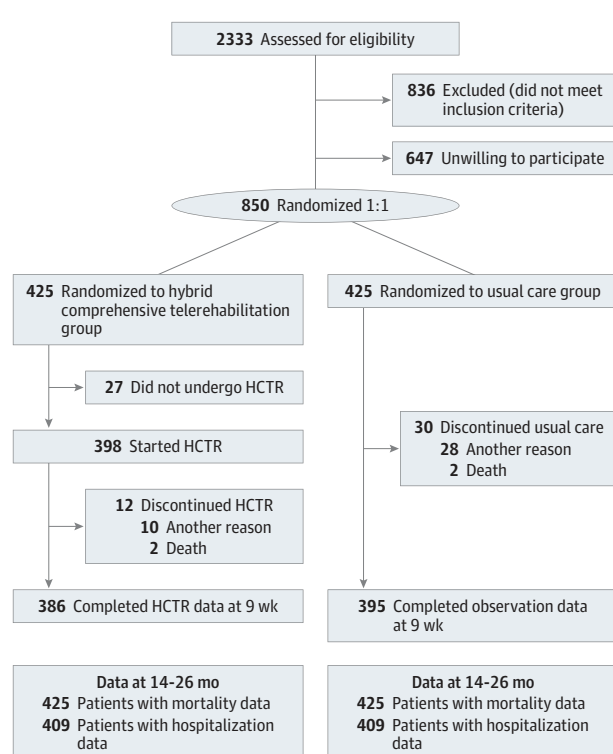 2333 Assessed for eligibility
836 Excluded (did not meet
inclusion criteria)
647 Unwilling to participate
850 Randomized 1:1
425 Randomized to hybrid
comprehensive telerehabilitation
group
425 Randomized to usual care group
27 Did not undergo HCTR
398 Started HCTR
30 Discontinued usual care
28 Another reason
2 Death
12 Discontinued HCTR
10 Another reason
2 Death
386 Completed HCTR data at 9 wk
395 Completed observation data
at 9 wk
Data at 14-26 mo
425 Patients with mortality data
409 Patients with hospitalization
data
Data at 14-26 mo
425 Patients with mortality data
409 Patients with hospitalization
data